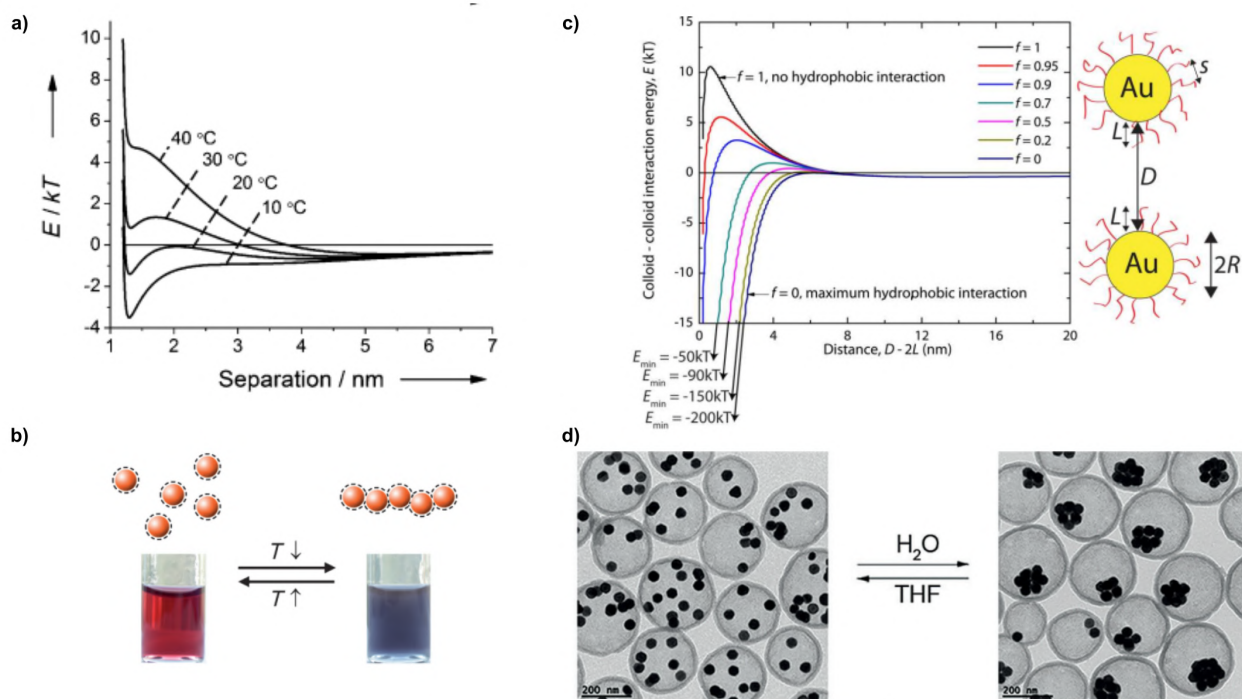 a)
10
8
6
4
2
0
-2
-4
E / kT
40 °C
30 °C
20 °C
10 °C
1 2 3 4 5 6 7
Separation / nm
b)
T ↓
T ↑
c)
Colloid - colloid interaction energy, E (kT)
15
10
5
0
-5
-10
-15
f = 1, no hydrophobic interaction
f = 1
f = 0.95
f = 0.9
f = 0.7
f = 0.5
f = 0.2
f = 0
f = 0, maximum hydrophobic interaction
0 4 8 12 16 20
Distance, D - 2L (nm)
Emin = -50kT
Emin = -90kT
Emin = -150kT
Emin = -200kT
Au
s
L
D
L
Au
2R
d)
200 nm
H2O
THF
200 nm